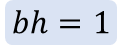 bh = 1